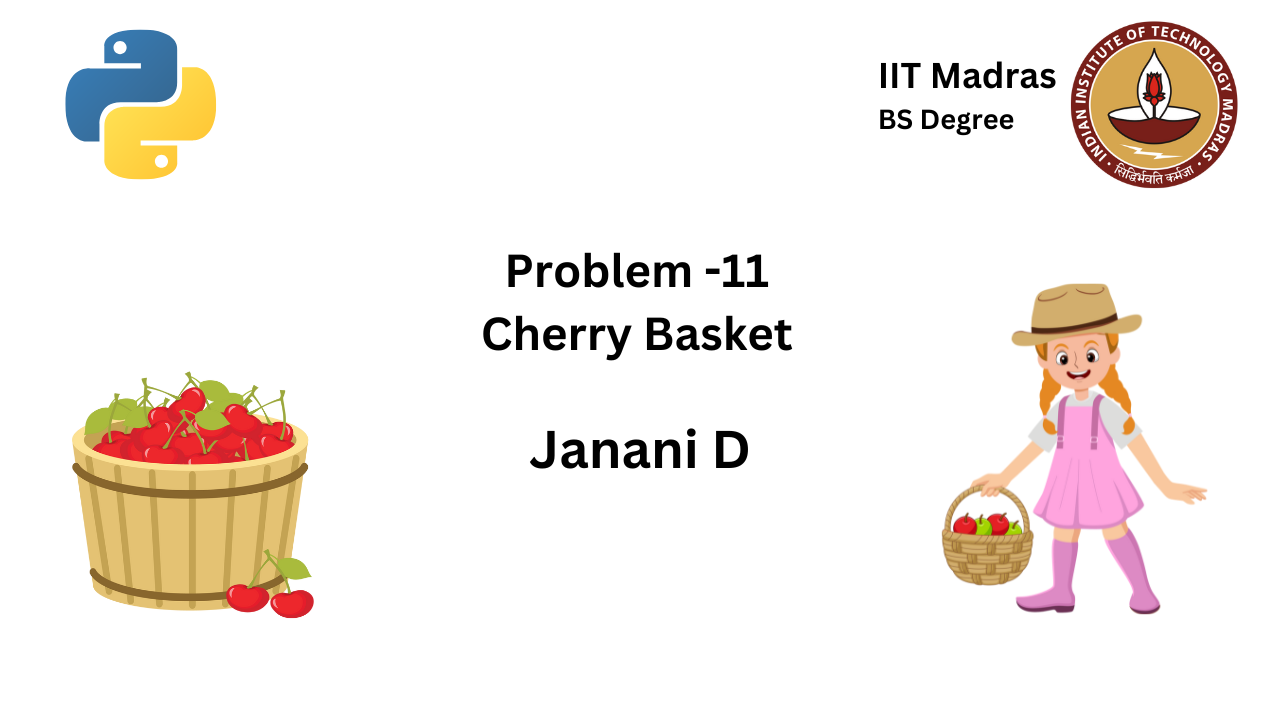 IIT Madras
BS Degree
INDIAN INSTITUTE OF TECHNOLOGY MADRAS
सिद्धिर्भवति कर्मजा
Problem -11
Cherry Basket
Janani D